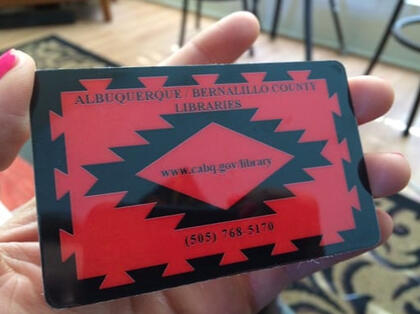 ALBUQUERQUE / BERNALILLO COUNTY
LIBRARIES
www.cabq.gov/library
(505) 768-5170